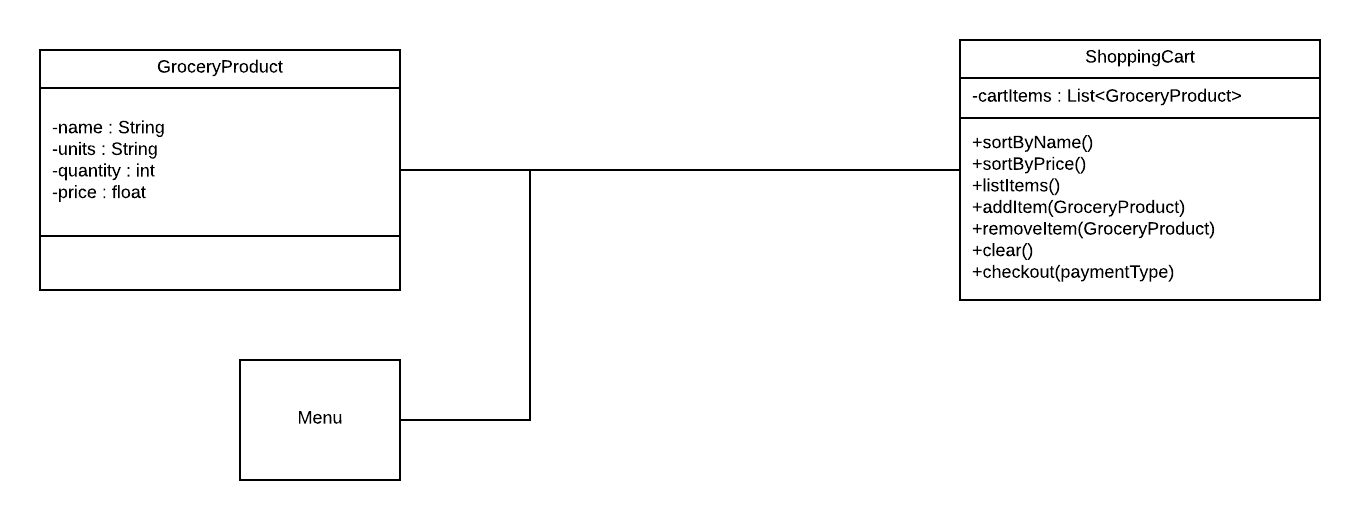 GroceryProduct
-name : String
-units : String
-quantity : int
-price : float
ShoppingCart
-cartItems : List<GroceryProduct>
+sortByName()
+sortByPrice()
+listItems()
+addItem(GroceryProduct)
+removeItem(GroceryProduct)
+clear()
+checkout(paymentType)
Menu